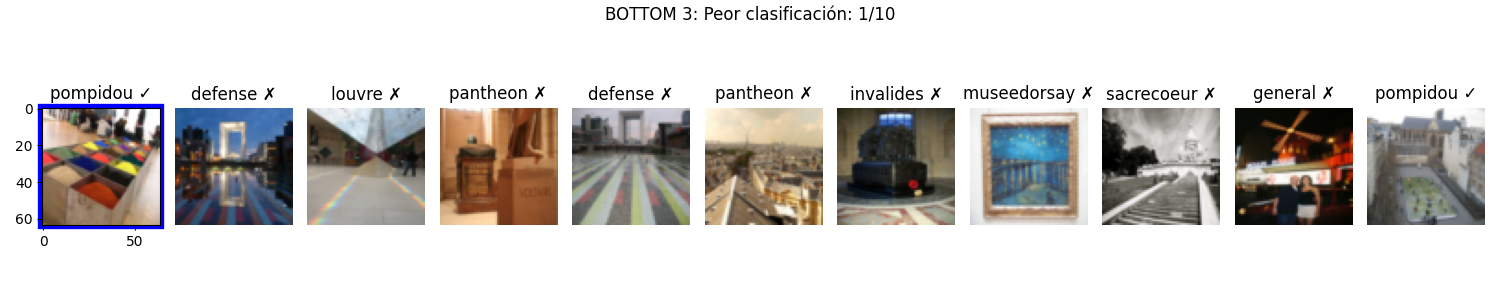 BOTTOM 3: Peor clasificación: 1/10
pompidou ✓ defense ✗ louvre ✗ pantheon ✗ defense ✗ pantheon ✗ invalides ✗ museedorsay ✗ sacrecoeur ✗ general ✗ pompidou ✓
0
20
40
60
0 50
VOLTAIRE